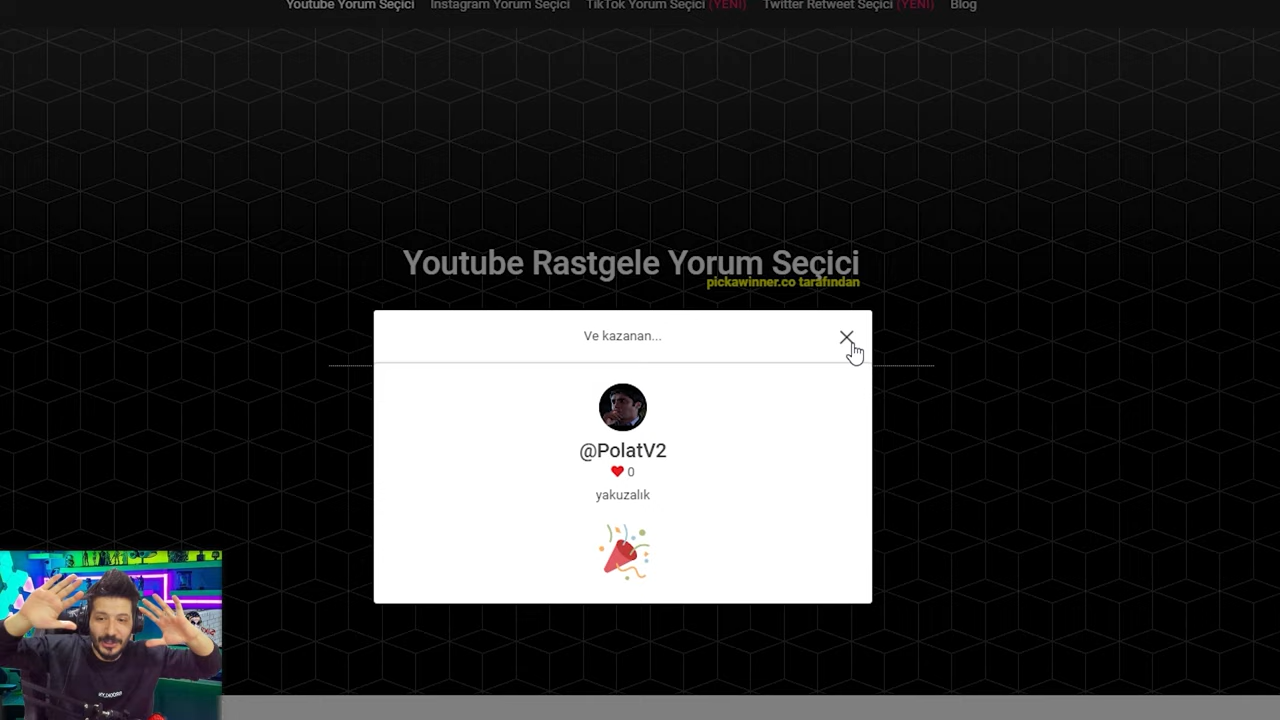 Youtube Yorum Seçici Instagram Yorum Seçici TikTok Yorum Seçici (YENİ) Twitter Retweet Seçici (YENİ) Blog
Youtube Rastgele Yorum Seçici
pickawinner.co tarafından
Ve kazanan...
@PolatV2
0
yakuzalık